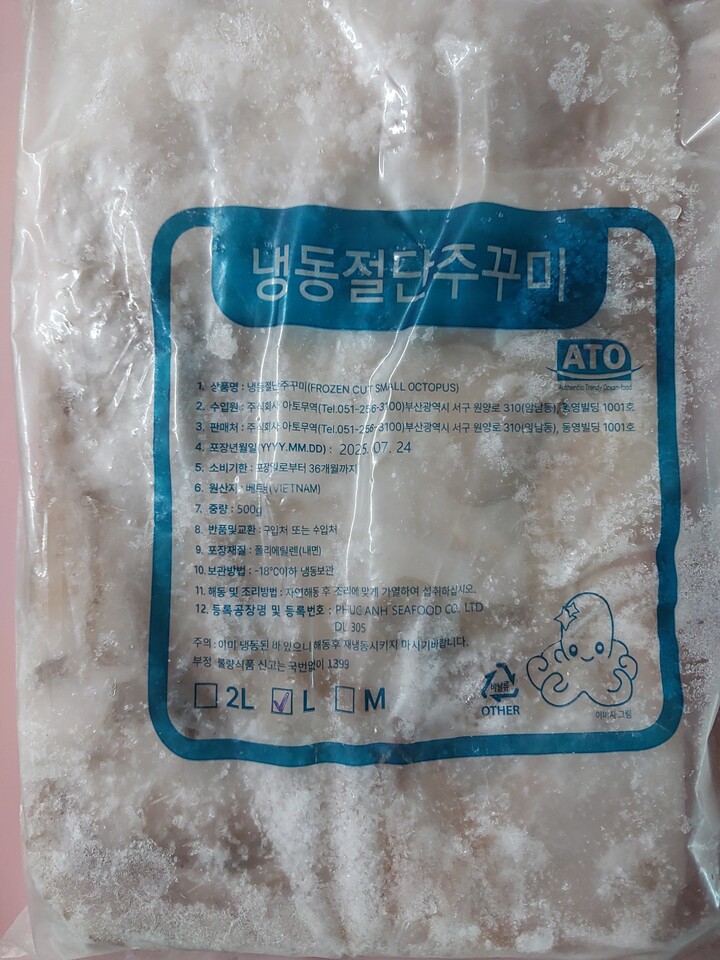 냉동절단주꾸미
ATO
Authentic Trendy Ocean-food
1. 상품명 : 냉동절단주꾸미(FROZEN CUT SMALL OCTOPUS)
2. 수입원 : 주식회사 아토무역(Tel.051-256-3100)부산광역시 서구 원양로 310(암남동), 동영빌딩 1001호
3. 판매처 : 주식회사 아토무역(Tel.051-256-3100)부산광역시 서구 원양로 310(암남동), 동영빌딩 1001호
4. 포장년월일(YYYY.MM.DD) : 07. 24
5. 소비기한 : 포장일로부터 36개월까지
6. 원산지 : 베트남(VIETNAM)
7. 중량 : 500g
8. 반품및교환 : 구입처 또는 수입처
9. 포장재질 : 폴리에틸렌(내면)
10. 보관방법 : -18℃이하 냉동보관
11. 해동 및 조리방법 : 자연해동 후 조리에 맞게 가열하여 섭취하십시오.
12. 등록공장명 및 등록번호 : PHUC ANH SEAFOOD CO. LTD
DL 305
주의 : 이미 냉동된 바 있으니 해동후 재냉동시키지 마시기바랍니다.
부정 불량식품 신고는 국번없이 1399
2L L M
비닐류
OTHER
이미지 그림